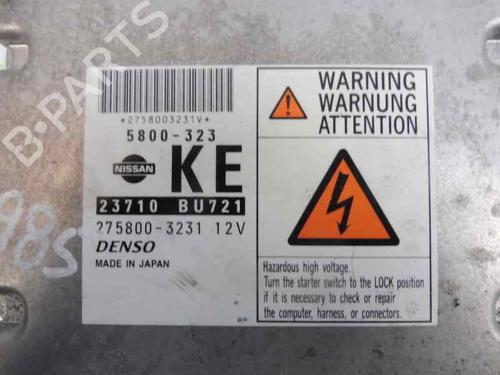 *2758003231V*
5800-323
NISSAN
KE
23710 BU721
275800-3231 12V
DENSO
MADE IN JAPAN
WARNING
WARNUNG
ATTENTION
Hazardous high voltage.
Turn the starter switch to the LOCK position
if it is necessary to check or repair
the computer, harness, or connectors.
B-PARTS